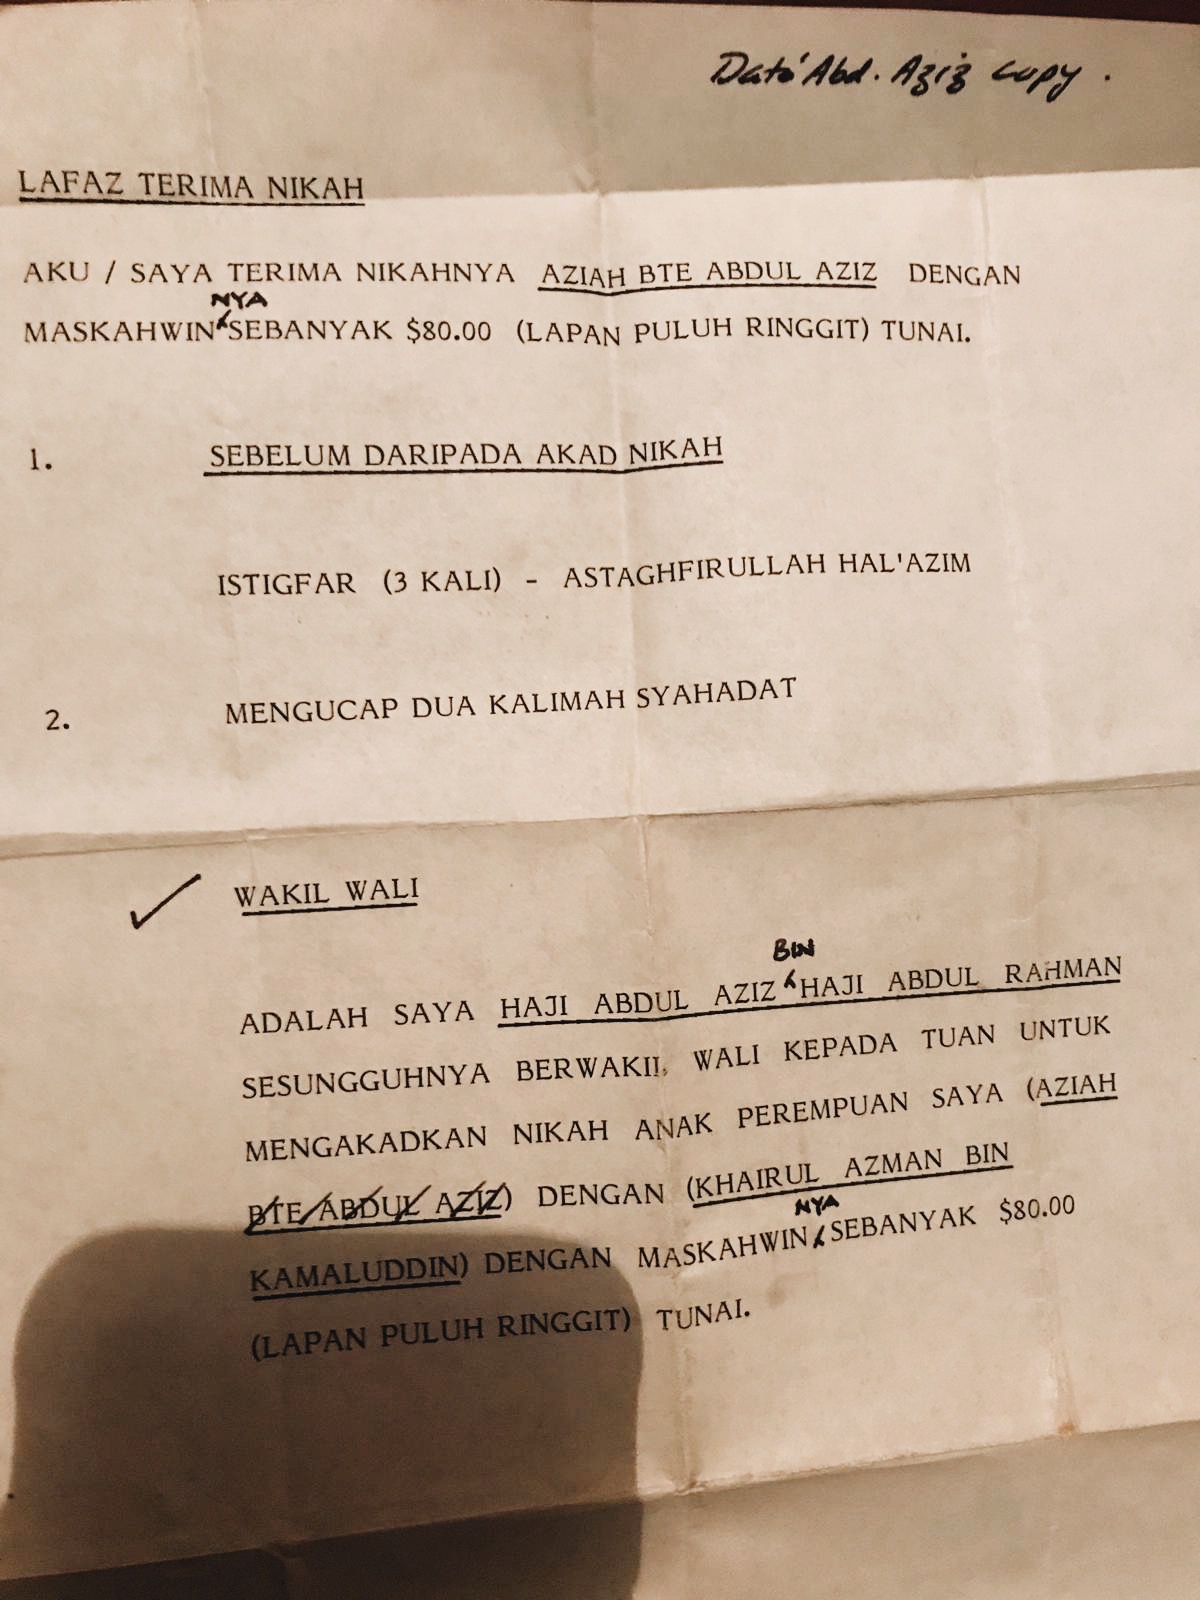 Dato' Abd. Aziz copy.
LAFAZ TERIMA NIKAH
AKU / SAYA TERIMA NIKAHNYA AZIAH BTE ABDUL AZIZ DENGAN
NYA
MASKAHWIN SEBANYAK $80.00 (LAPAN PULUH RINGGIT) TUNAI.
1. SEBELUM DARIPADA AKAD NIKAH
ISTIGFAR (3 KALI) - ASTAGHFIRULLAH HAL'AZIM
2. MENGUCAP DUA KALIMAH SYAHADAT
✓ WAKIL WALI
BIN
ADALAH SAYA HAJI ABDUL AZIZ HAJI ABDUL RAHMAN
SESUNGGUHNYA BERWAKIL WALI KEPADA TUAN UNTUK
MENGAKADKAN NIKAH ANAK PEREMPUAN SAYA (AZIAH
BTE ABDUL AZIZ) DENGAN (KHAIRUL AZMAN BIN
NYA
KAMALUDDIN) DENGAN MASKAHWIN SEBANYAK $80.00
(LAPAN PULUH RINGGIT) TUNAI.